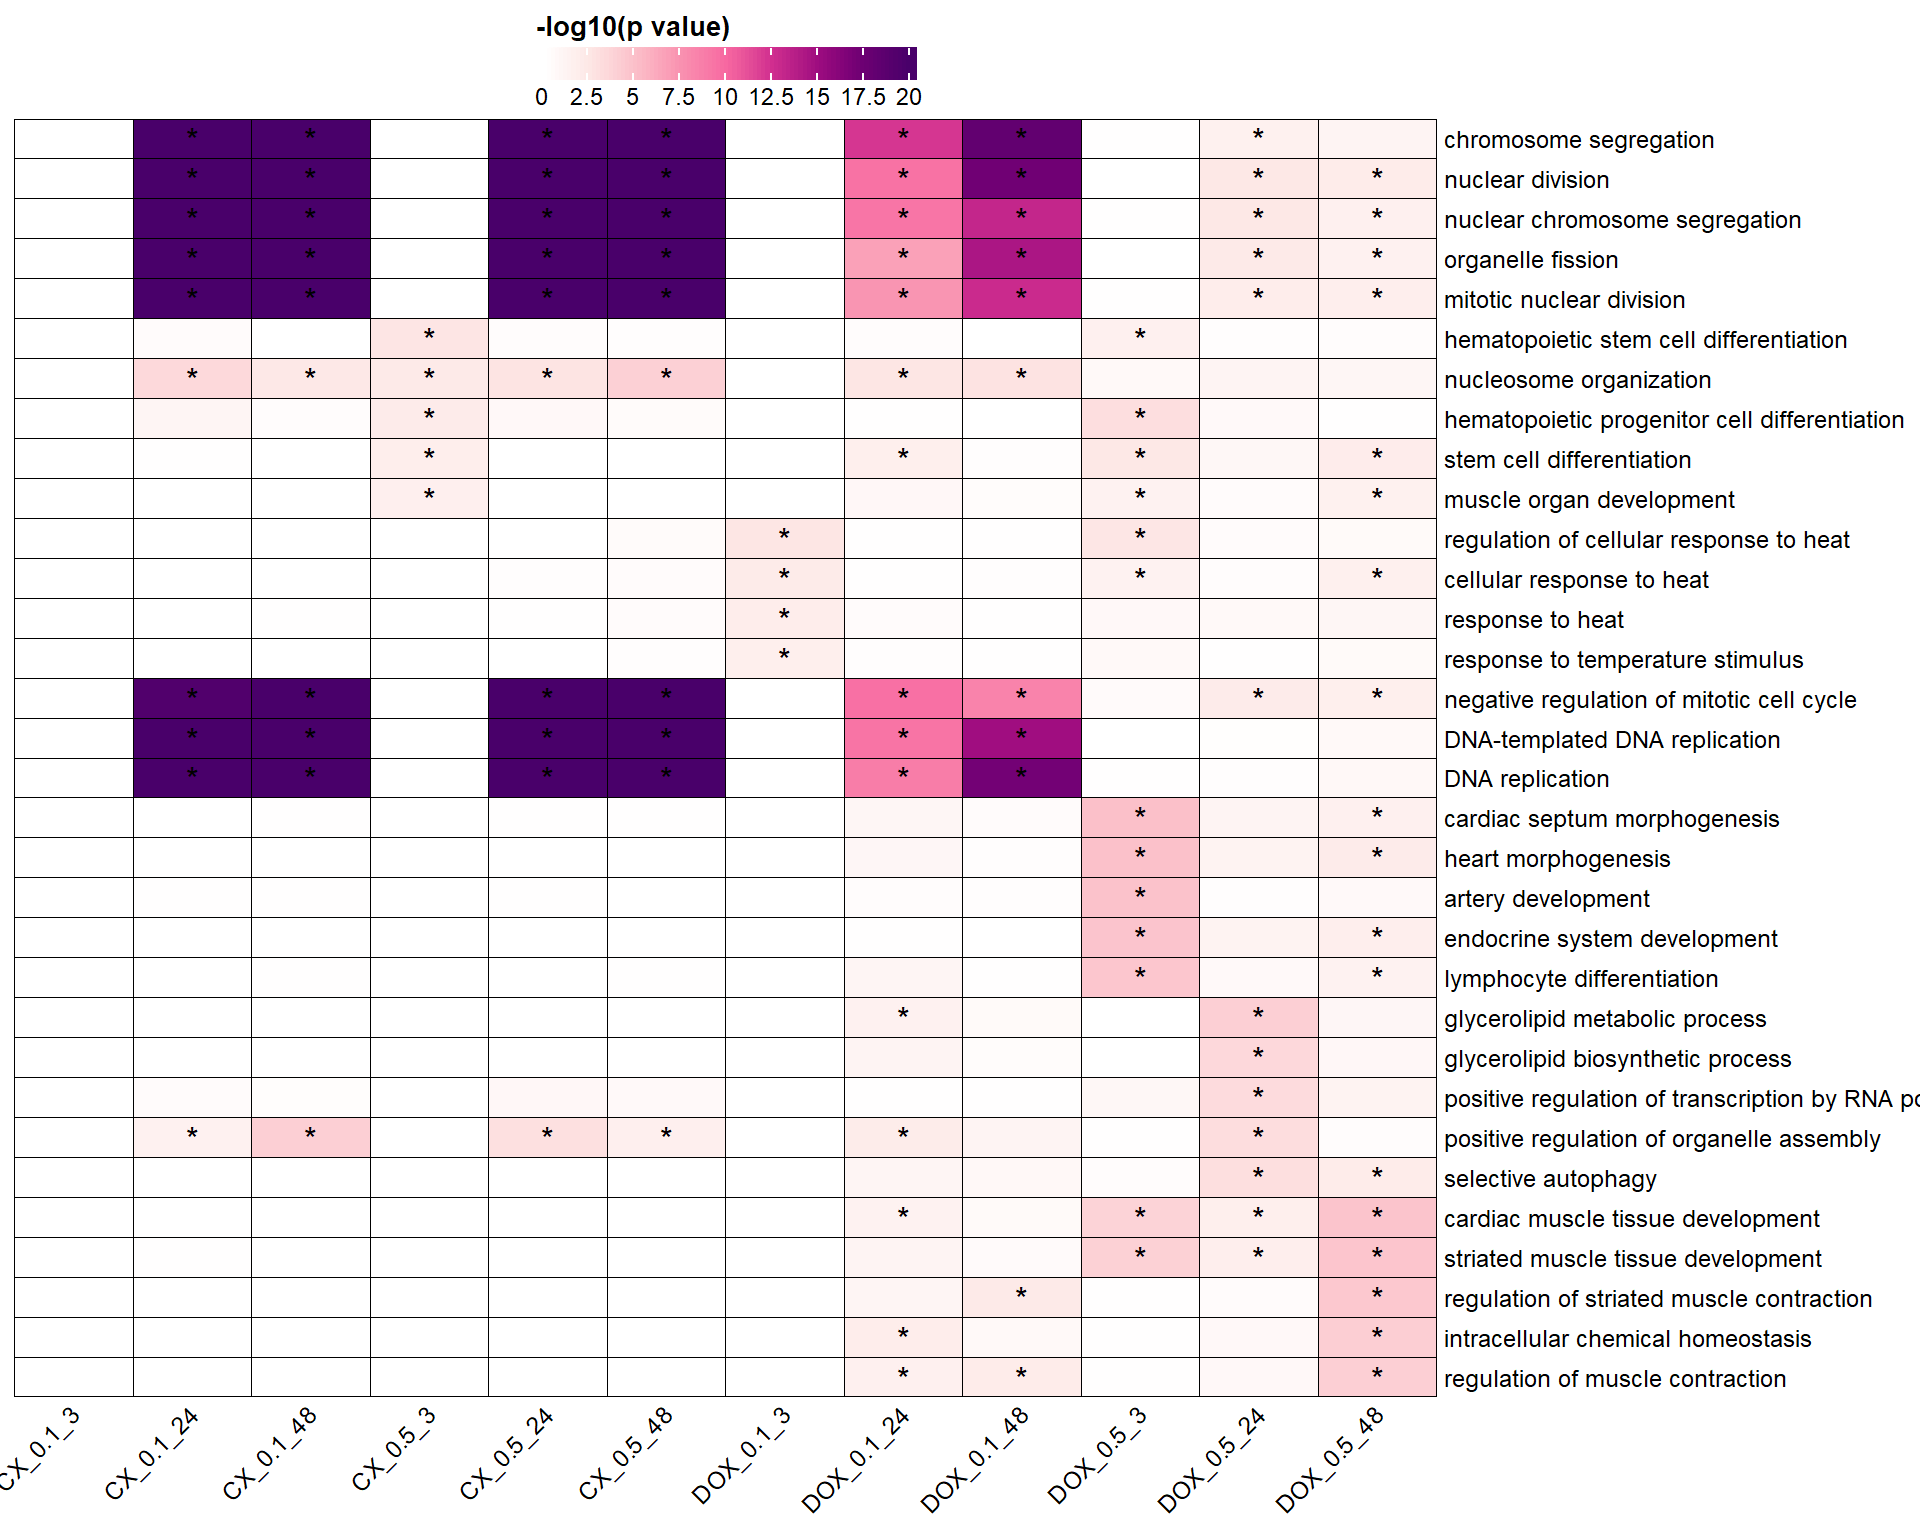 -log10(p value)
0 2.5 5 7.5 10 12.5 15 17.5 20
* * * * * * * chromosome segregation
* * * * * * * * nuclear division
* * * * * * * * nuclear chromosome segregation
* * * * * * * * organelle fission
* * * * * * * * mitotic nuclear division
* * hematopoietic stem cell differentiation
* * * * * * * nucleosome organization
* * hematopoietic progenitor cell differentiation
* * * * stem cell differentiation
* * * muscle organ development
* * regulation of cellular response to heat
* * * cellular response to heat
* response to heat
* response to temperature stimulus
* * * * * * * * negative regulation of mitotic cell cycle
* * * * * * DNA-templated DNA replication
* * * * * * DNA replication
* * cardiac septum morphogenesis
* * heart morphogenesis
* artery development
* * endocrine system development
* * lymphocyte differentiation
* * glycerolipid metabolic process
* glycerolipid biosynthetic process
* positive regulation of transcription by RNA po
* * * * * * positive regulation of organelle assembly
* * selective autophagy
* * * * cardiac muscle tissue development
* * * striated muscle tissue development
* * regulation of striated muscle contraction
* * intracellular chemical homeostasis
* * * regulation of muscle contraction
CX_0.1_3
CX_0.1_24
CX_0.1_48
CX_0.5_3
CX_0.5_24
CX_0.5_48
DOX_0.1_3
DOX_0.1_24
DOX_0.1_48
DOX_0.5_3
DOX_0.5_24
DOX_0.5_48